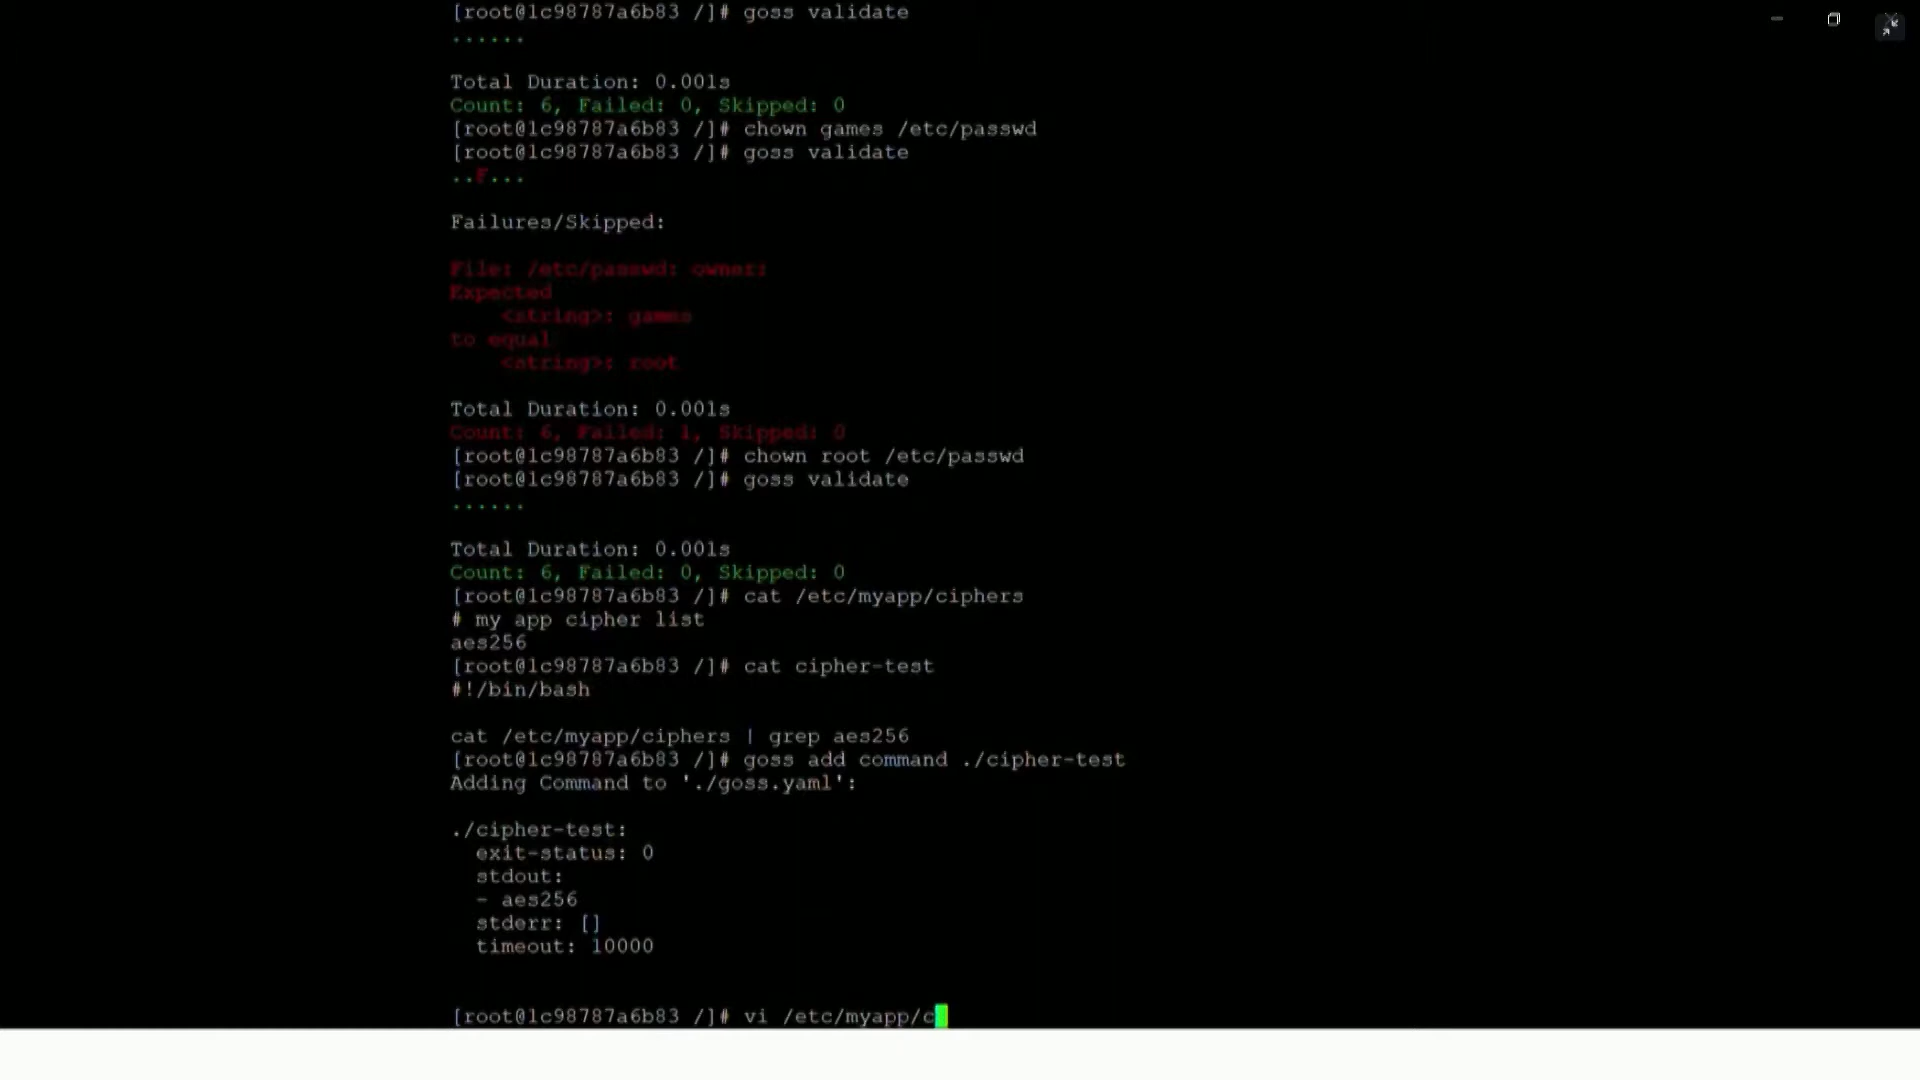 [root@1c98787a6b83 /]# goss validate
......
Total Duration: 0.001s
Count: 6, Failed: 0, Skipped: 0
[root@1c98787a6b83 /]# chown games /etc/passwd
[root@1c98787a6b83 /]# goss validate
..F...
Failures/Skipped:
File: /etc/passwd: owner:
Expected
    <string>: games
to equal
    <string>: root
Total Duration: 0.001s
Count: 6, Failed: 1, Skipped: 0
[root@1c98787a6b83 /]# chown root /etc/passwd
[root@1c98787a6b83 /]# goss validate
......
Total Duration: 0.001s
Count: 6, Failed: 0, Skipped: 0
[root@1c98787a6b83 /]# cat /etc/myapp/ciphers
# my app cipher list
aes256
[root@1c98787a6b83 /]# cat cipher-test
#!/bin/bash
cat /etc/myapp/ciphers | grep aes256
[root@1c98787a6b83 /]# goss add command ./cipher-test
Adding Command to './goss.yaml':
./cipher-test:
  exit-status: 0
  stdout:
  - aes256
  stderr: []
  timeout: 10000
[root@1c98787a6b83 /]# vi /etc/myapp/c